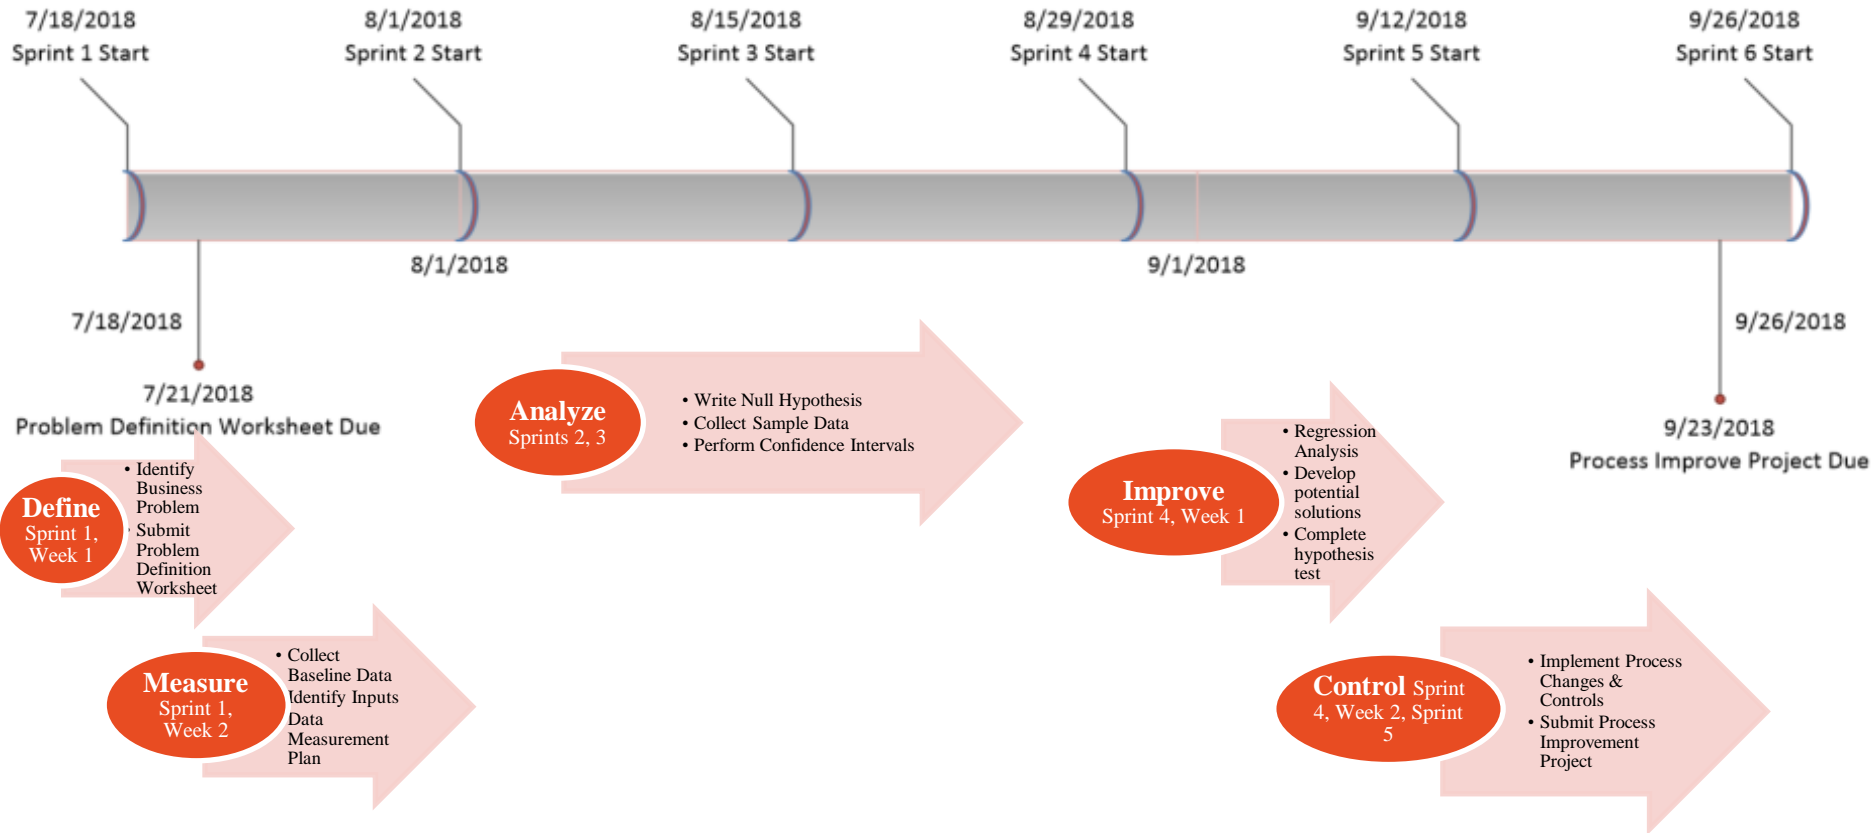 7/18/2018
Sprint 1 Start
8/1/2018
Sprint 2 Start
8/15/2018
Sprint 3 Start
8/29/2018
Sprint 4 Start
9/12/2018
Sprint 5 Start
9/26/2018
Sprint 6 Start
8/1/2018
9/1/2018
7/18/2018
9/26/2018
7/21/2018
Problem Definition Worksheet Due
9/23/2018
Process Improve Project Due
Define
Sprint 1,
Week 1
• Identify
Business
Problem
• Submit
Problem
Definition
Worksheet
Measure
Sprint 1,
Week 2
• Collect
Baseline Data
Identify Inputs
Data
Measurement
Plan
Analyze
Sprints 2, 3
• Write Null Hypothesis
• Collect Sample Data
• Perform Confidence Intervals
Improve
Sprint 4, Week 1
• Regression
Analysis
• Develop
potential
solutions
• Complete
hypothesis
test
Control Sprint
4, Week 2, Sprint
5
• Implement Process
Changes &
Controls
• Submit Process
Improvement
Project